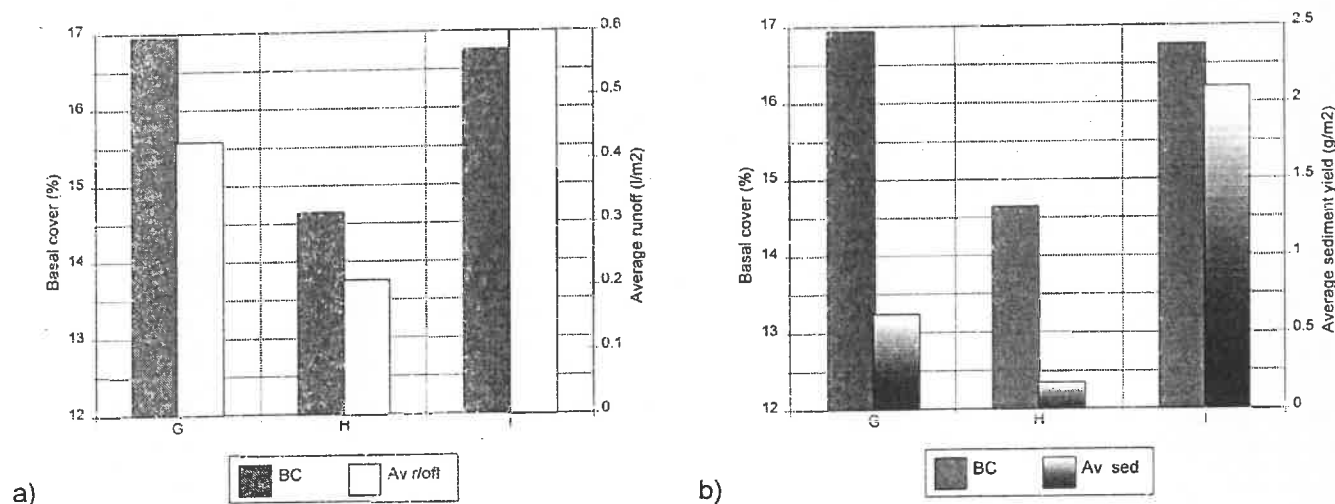 17
16
15
14
13
12
Basal cover (%)
0.6
0.5
0.4
0.3
0.2
0.1
0
Average runoff (l/m2)
G H I
BC Av r/off
a)
17
16
15
14
13
12
Basal cover (%)
2.5
2
1.5
1
0.5
0
Average sediment yield (g/m2)
G H I
BC Av sed
b)